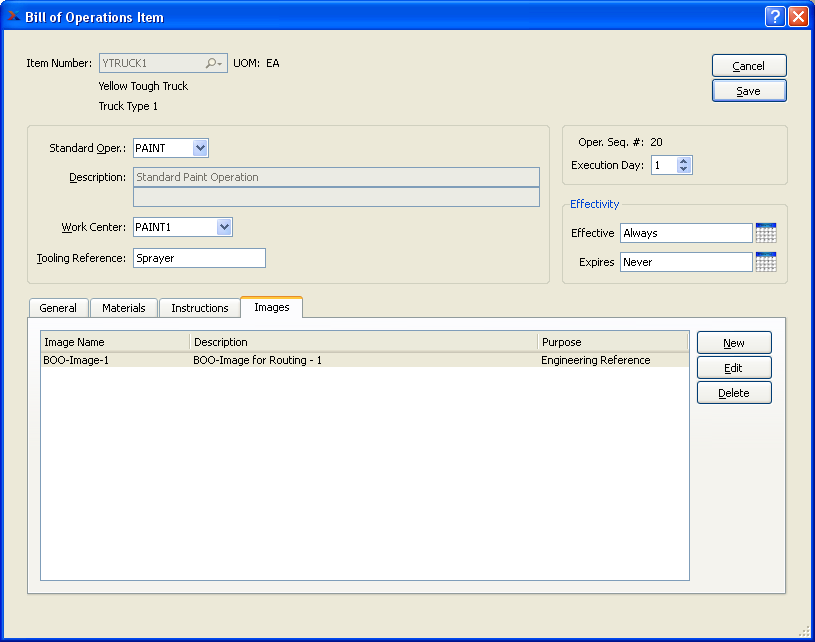 Bill of Operations Item
Item Number: YTRUCK1 UOM: EA
Yellow Tough Truck
Truck Type 1
Cancel
Save
Standard Oper.: PAINT
Description: Standard Paint Operation
Work Center: PAINT1
Tooling Reference: Sprayer
Oper. Seq. #: 20
Execution Day: 1
Effectivity
Effective Always
Expires Never
General Materials Instructions Images
Image Name Description Purpose
BOO-Image-1 BOO-Image for Routing - 1 Engineering Reference
New
Edit
Delete